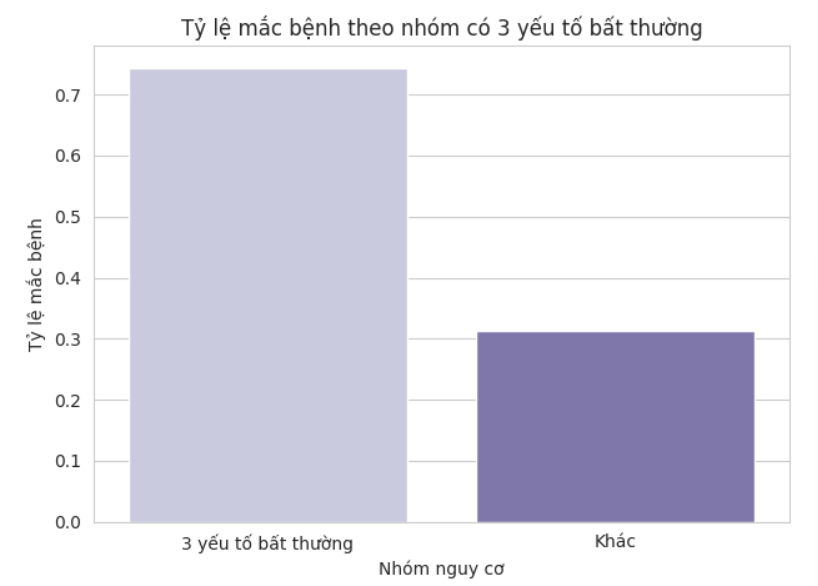 Tỷ lệ mắc bệnh theo nhóm có 3 yếu tố bất thường
Tỷ lệ mắc bệnh
0.7
0.6
0.5
0.4
0.3
0.2
0.1
0.0
3 yếu tố bất thường
Khác
Nhóm nguy cơ